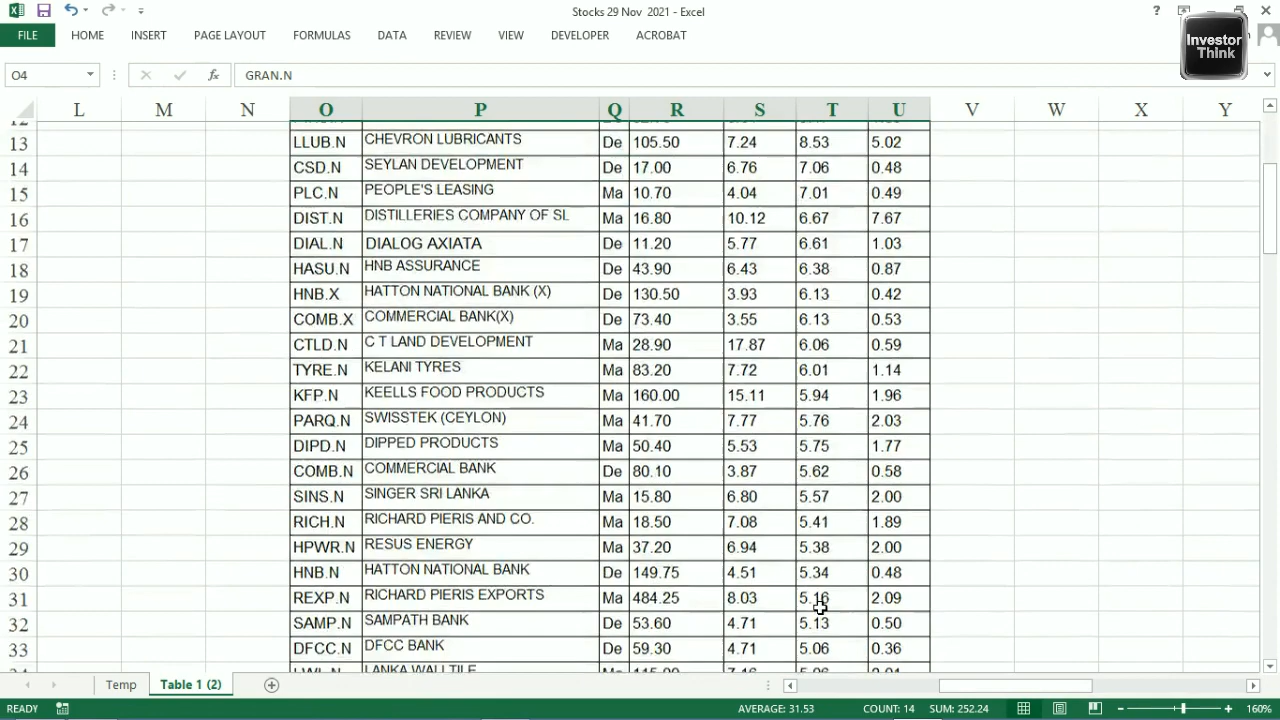 Stocks 29 Nov 2021 - Excel
?
Investor
Think
FILE HOME INSERT PAGE LAYOUT FORMULAS DATA REVIEW VIEW DEVELOPER ACROBAT
O4 fx GRAN.N
L M N O P Q R S T U V W X Y
13 LLUB.N CHEVRON LUBRICANTS De 105.50 7.24 8.53 5.02
14 CSD.N SEYLAN DEVELOPMENT De 17.00 6.76 7.06 0.48
15 PLC.N PEOPLE'S LEASING Ma 10.70 4.04 7.01 0.49
16 DIST.N DISTILLERIES COMPANY OF SL Ma 16.80 10.12 6.67 7.67
17 DIAL.N DIALOG AXIATA De 11.20 5.77 6.61 1.03
18 HASU.N HNB ASSURANCE De 43.90 6.43 6.38 0.87
19 HNB.X HATTON NATIONAL BANK (X) De 130.50 3.93 6.13 0.42
20 COMB.X COMMERCIAL BANK(X) De 73.40 3.55 6.13 0.53
21 CTLD.N C T LAND DEVELOPMENT Ma 28.90 17.87 6.06 0.59
22 TYRE.N KELANI TYRES Ma 83.20 7.72 6.01 1.14
23 KFP.N KEELLS FOOD PRODUCTS Ma 160.00 15.11 5.94 1.96
24 PARQ.N SWISSTEK (CEYLON) Ma 41.70 7.77 5.76 2.03
25 DIPD.N DIPPED PRODUCTS Ma 50.40 5.53 5.75 1.77
26 COMB.N COMMERCIAL BANK De 80.10 3.87 5.62 0.58
27 SINS.N SINGER SRI LANKA Ma 15.80 6.80 5.57 2.00
28 RICH.N RICHARD PIERIS AND CO. Ma 18.50 7.08 5.41 1.89
29 HPWR.N RESUS ENERGY Ma 37.20 6.94 5.38 2.00
30 HNB.N HATTON NATIONAL BANK De 149.75 4.51 5.34 0.48
31 REXP.N RICHARD PIERIS EXPORTS Ma 484.25 8.03 5.16 2.09
32 SAMP.N SAMPATH BANK De 53.60 4.71 5.13 0.50
33 DFCC.N DFCC BANK De 59.30 4.71 5.06 0.36
LANKA WALLTILE
Temp Table 1 (2)
READY AVERAGE: 31.53 COUNT: 14 SUM: 252.24 160%